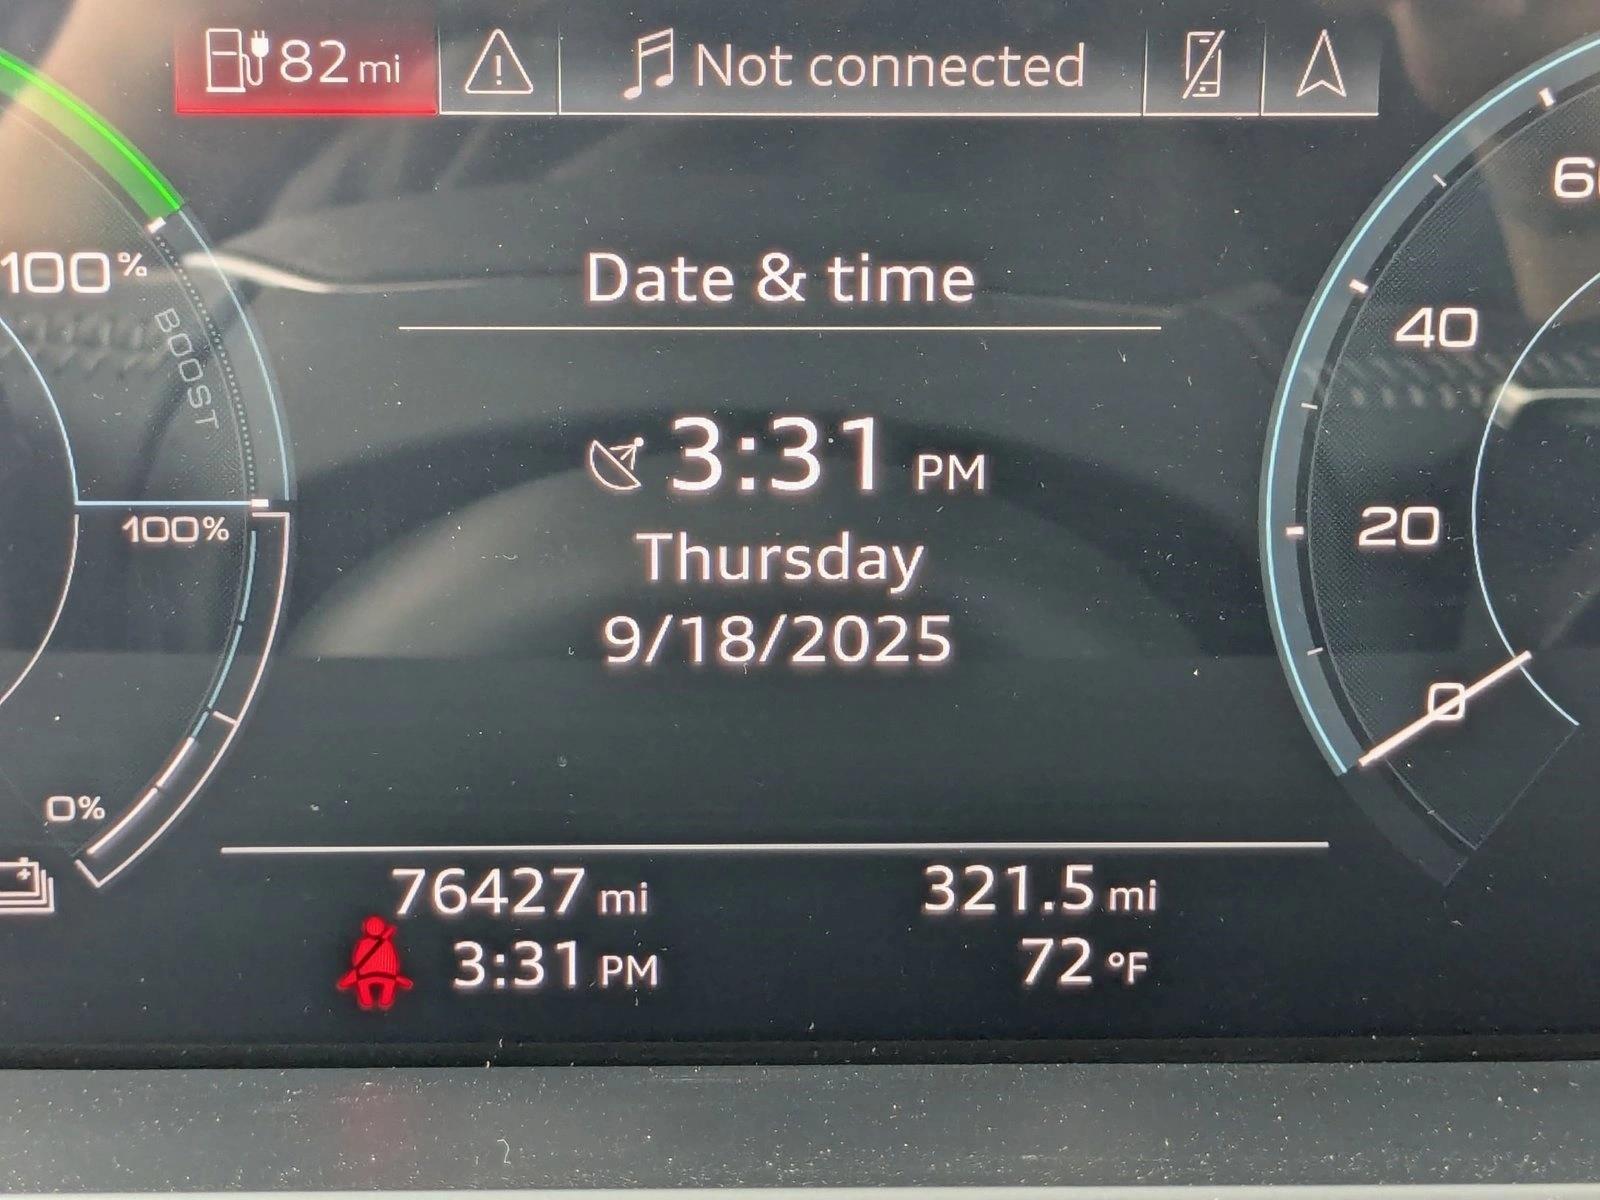 82 mi
Not connected
60
100%
Date & time
BOOST
40
3:31 PM
100%
20
Thursday
9/18/2025
0
0%
76427 mi
321.5 mi
3:31 PM
72 °F